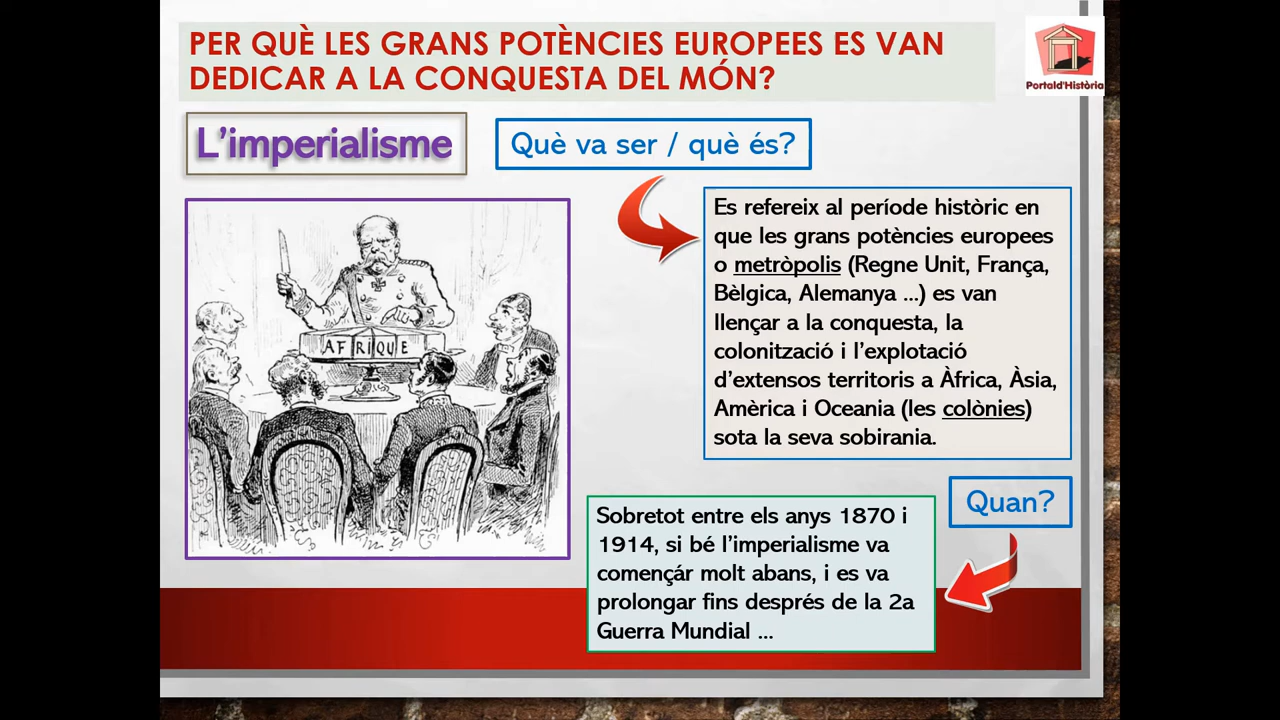 PER QUÈ LES GRANS POTÈNCIES EUROPEES ES VAN
DEDICAR A LA CONQUESTA DEL MÓN?
Portald'Història
L'imperialisme
Què va ser / què és?
Es refereix al període històric en
que les grans potències europees
o metròpolis (Regne Unit, França,
Bèlgica, Alemanya ...) es van
llençar a la conquesta, la
colonització i l'explotació
d'extensos territoris a Àfrica, Àsia,
Amèrica i Oceania (les colònies)
sota la seva sobirania.
AFRIQUE
Quan?
Sobretot entre els anys 1870 i
1914, si bé l'imperialisme va
començár molt abans, i es va
prolongar fins després de la 2a
Guerra Mundial ...